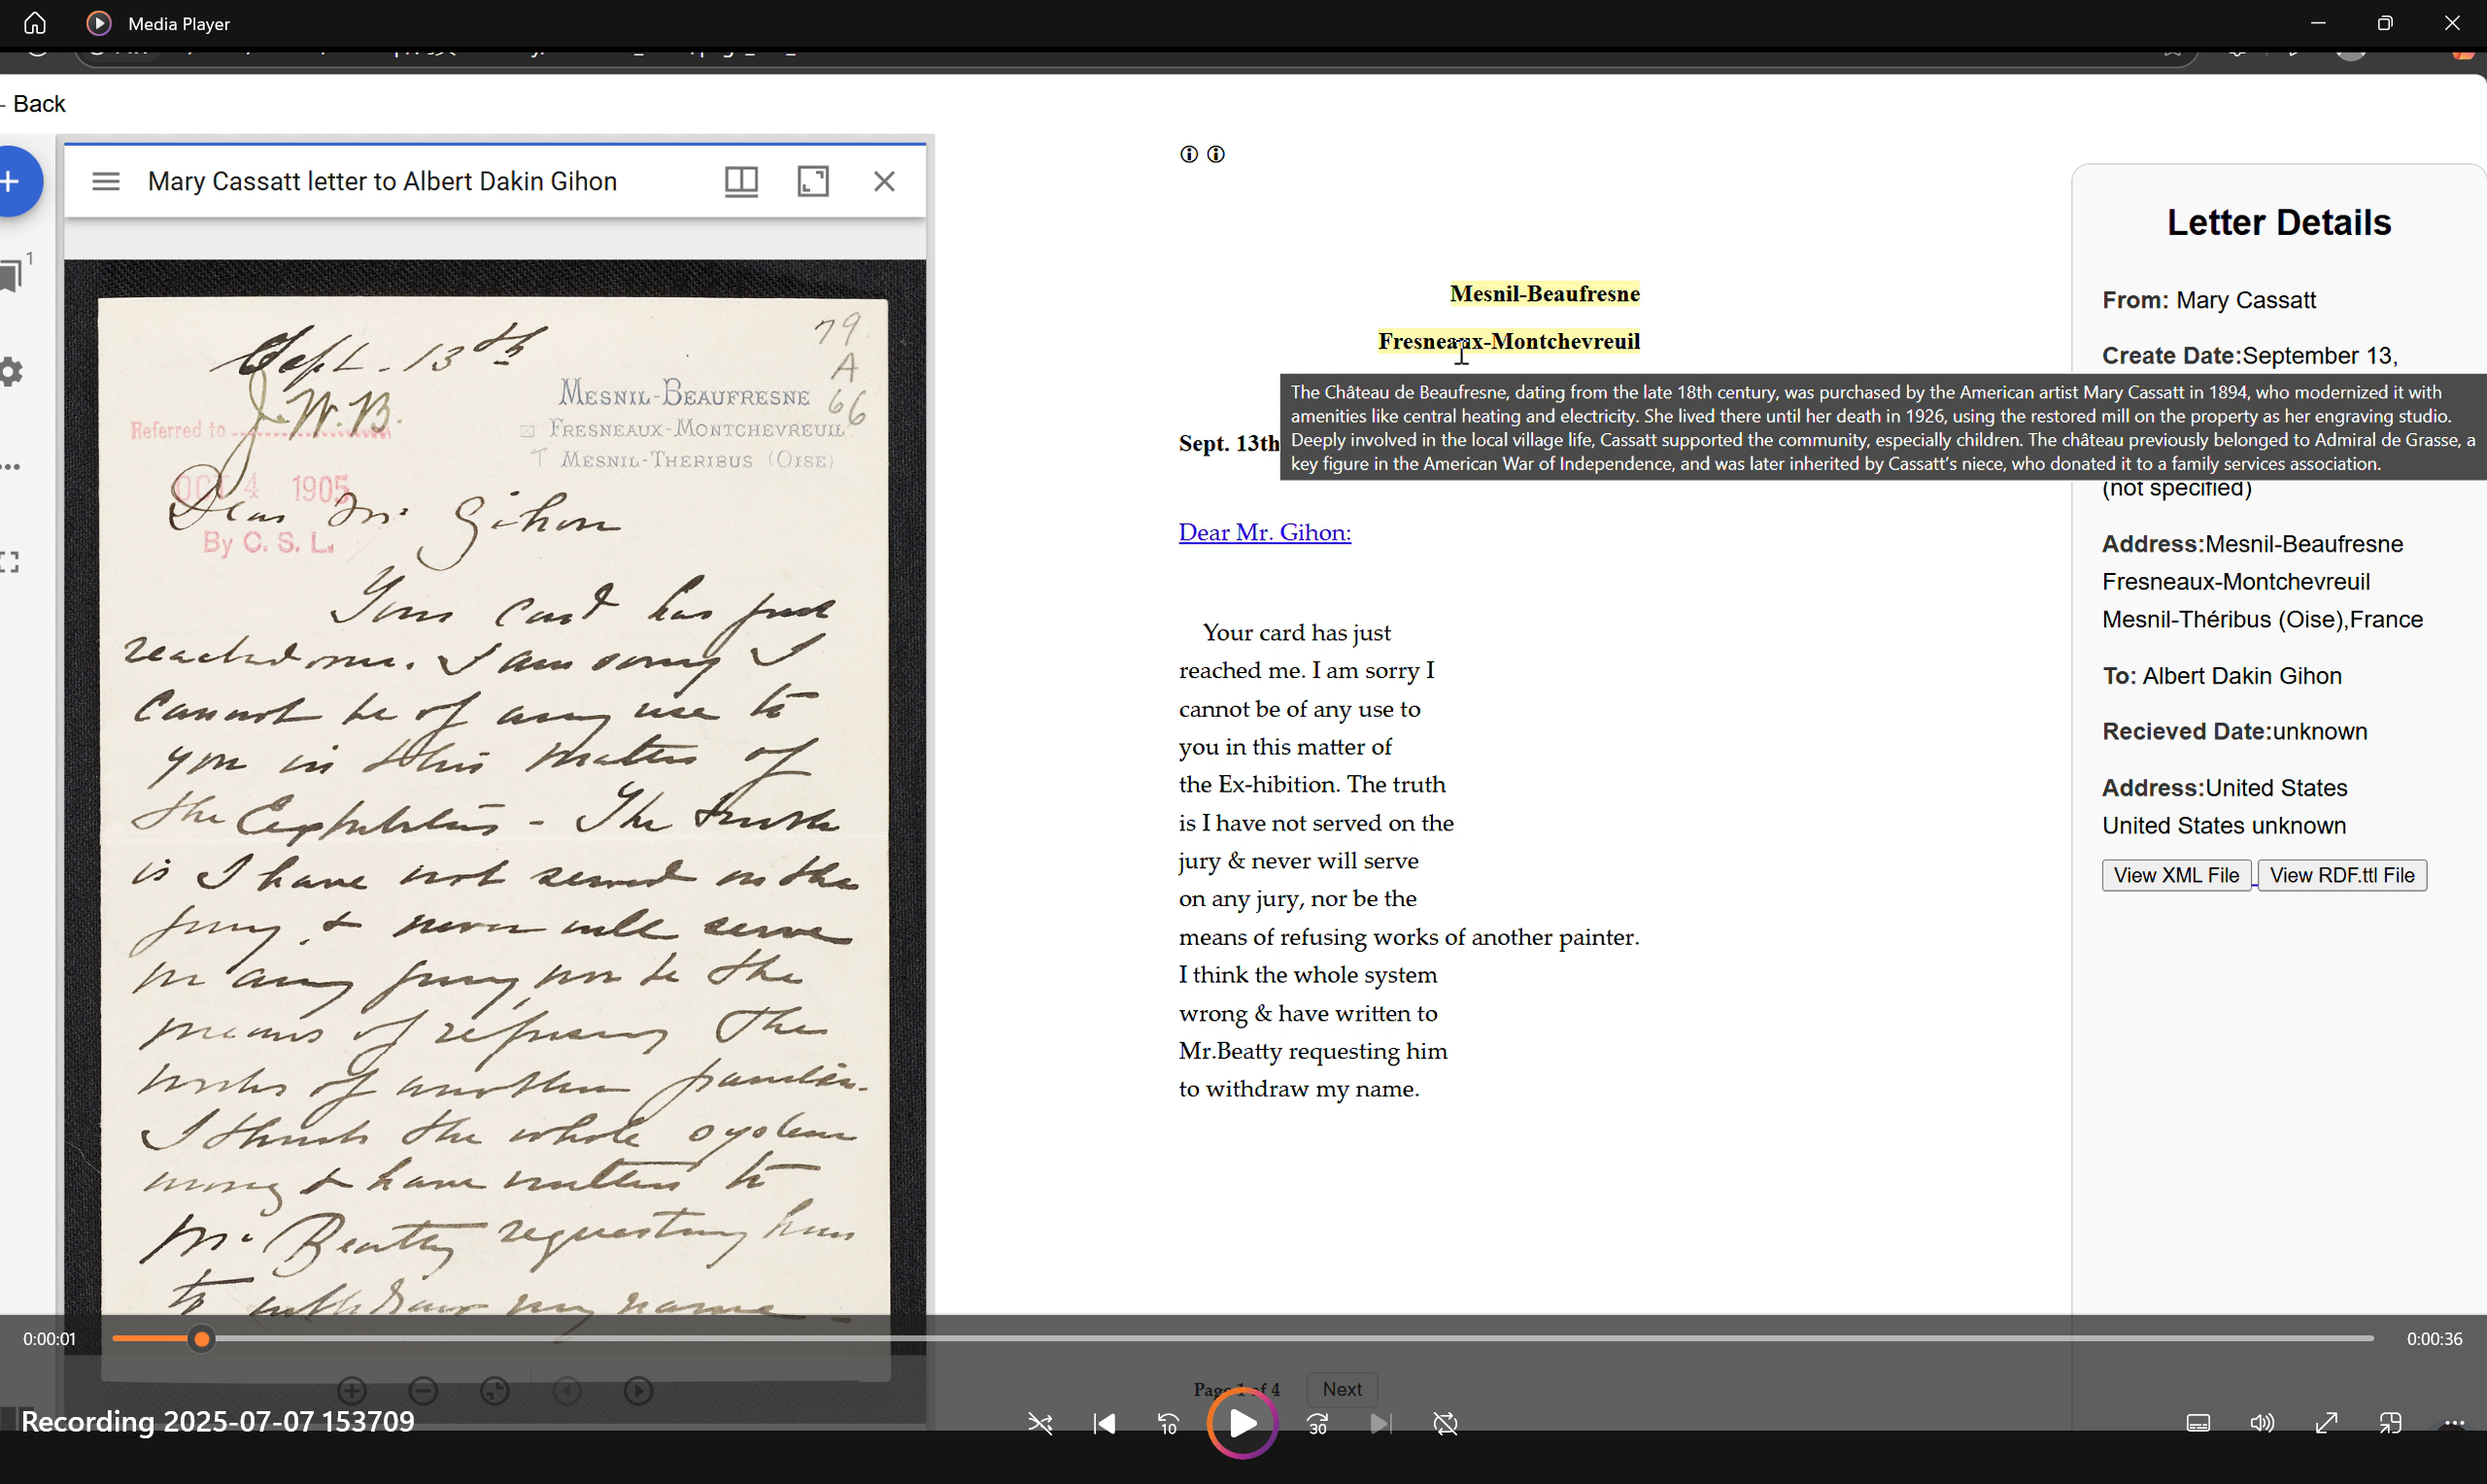 Media Player
Back
1
Mary Cassatt letter to Albert Dakin Gihon
Sept. 13th
79
A
66
J.W.B.
Referred to
MESNIL-BEAUFRESNE
FRESNEAUX-MONTCHEVREUIL
MESNIL-THERIBUS (OISE)
OCT 4 1905
By C. S. L.
Dear Mr. Gihon
Your card has just
reached me. I am sorry I
cannot be of any use to
you in this matter of
the Exhibition - The truth
is I have not served on the
jury, & never will serve
on any jury, nor be the
means of refusing the
works of another painter.
I think the whole system
wrong & have written to
Mr. Beatty requesting him
to withdraw my name -
Mesnil-Beaufresne
Fresneaux-Montchevreuil
The Château de Beaufresne, dating from the late 18th century, was purchased by the American artist Mary Cassatt in 1894, who modernized it with
amenities like central heating and electricity. She lived there until her death in 1926, using the restored mill on the property as her engraving studio.
Deeply involved in the local village life, Cassatt supported the community, especially children. The château previously belonged to Admiral de Grasse, a
key figure in the American War of Independence, and was later inherited by Cassatt's niece, who donated it to a family services association.
Sept. 13th
Dear Mr. Gihon:
Your card has just
reached me. I am sorry I
cannot be of any use to
you in this matter of
the Ex-hibition. The truth
is I have not served on the
jury & never will serve
on any jury, nor be the
means of refusing works of another painter.
I think the whole system
wrong & have written to
Mr.Beatty requesting him
to withdraw my name.
Page 1 of 4
Next
Letter Details
From: Mary Cassatt
Create Date:September 13,
(not specified)
Address:Mesnil-Beaufresne
Fresneaux-Montchevreuil
Mesnil-Théribus (Oise),France
To: Albert Dakin Gihon
Recieved Date:unknown
Address:United States
United States unknown
View XML File View RDF.ttl File
0:00:01
0:00:36
Recording 2025-07-07 153709
10
30